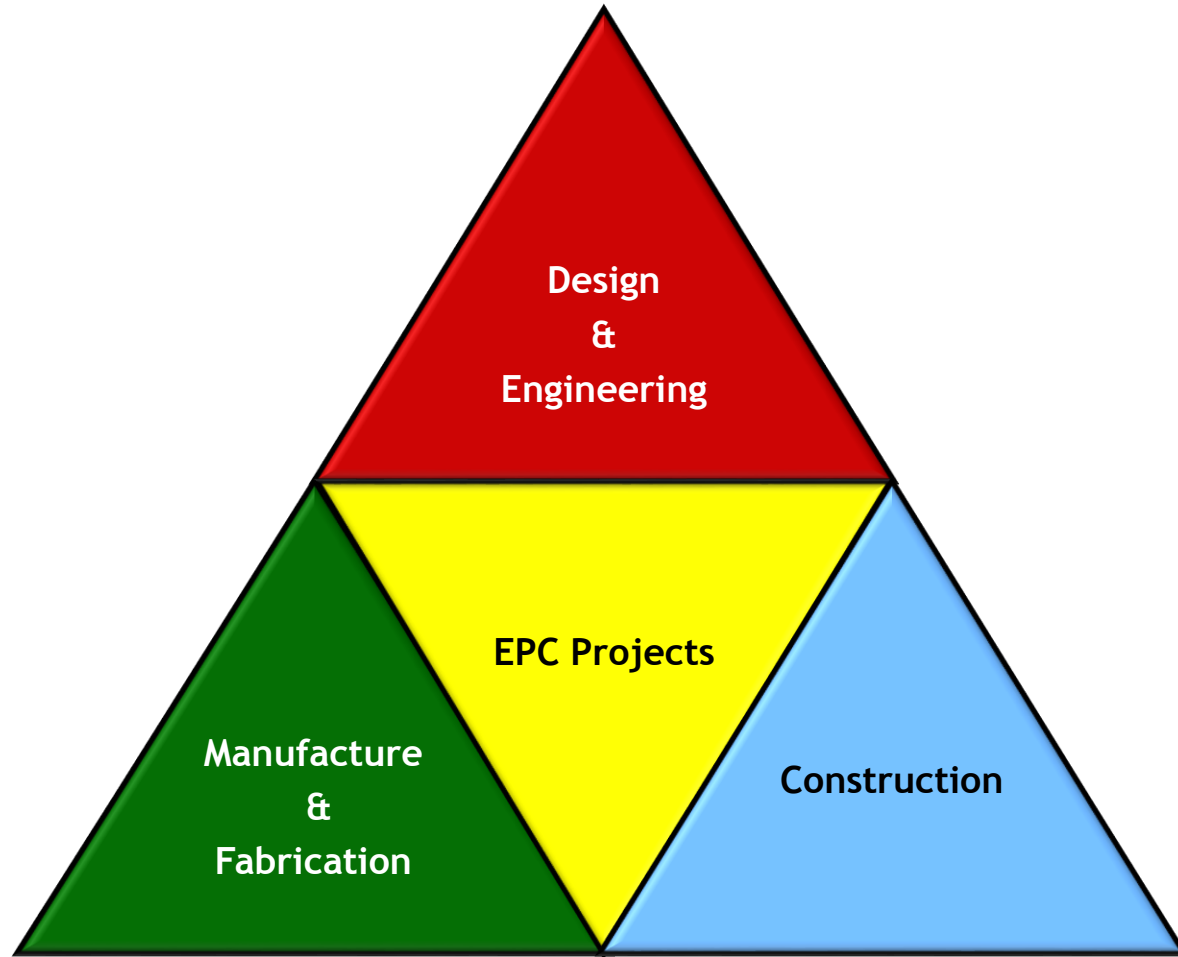 Design
&
Engineering
EPC Projects
Manufacture
&
Fabrication
Construction